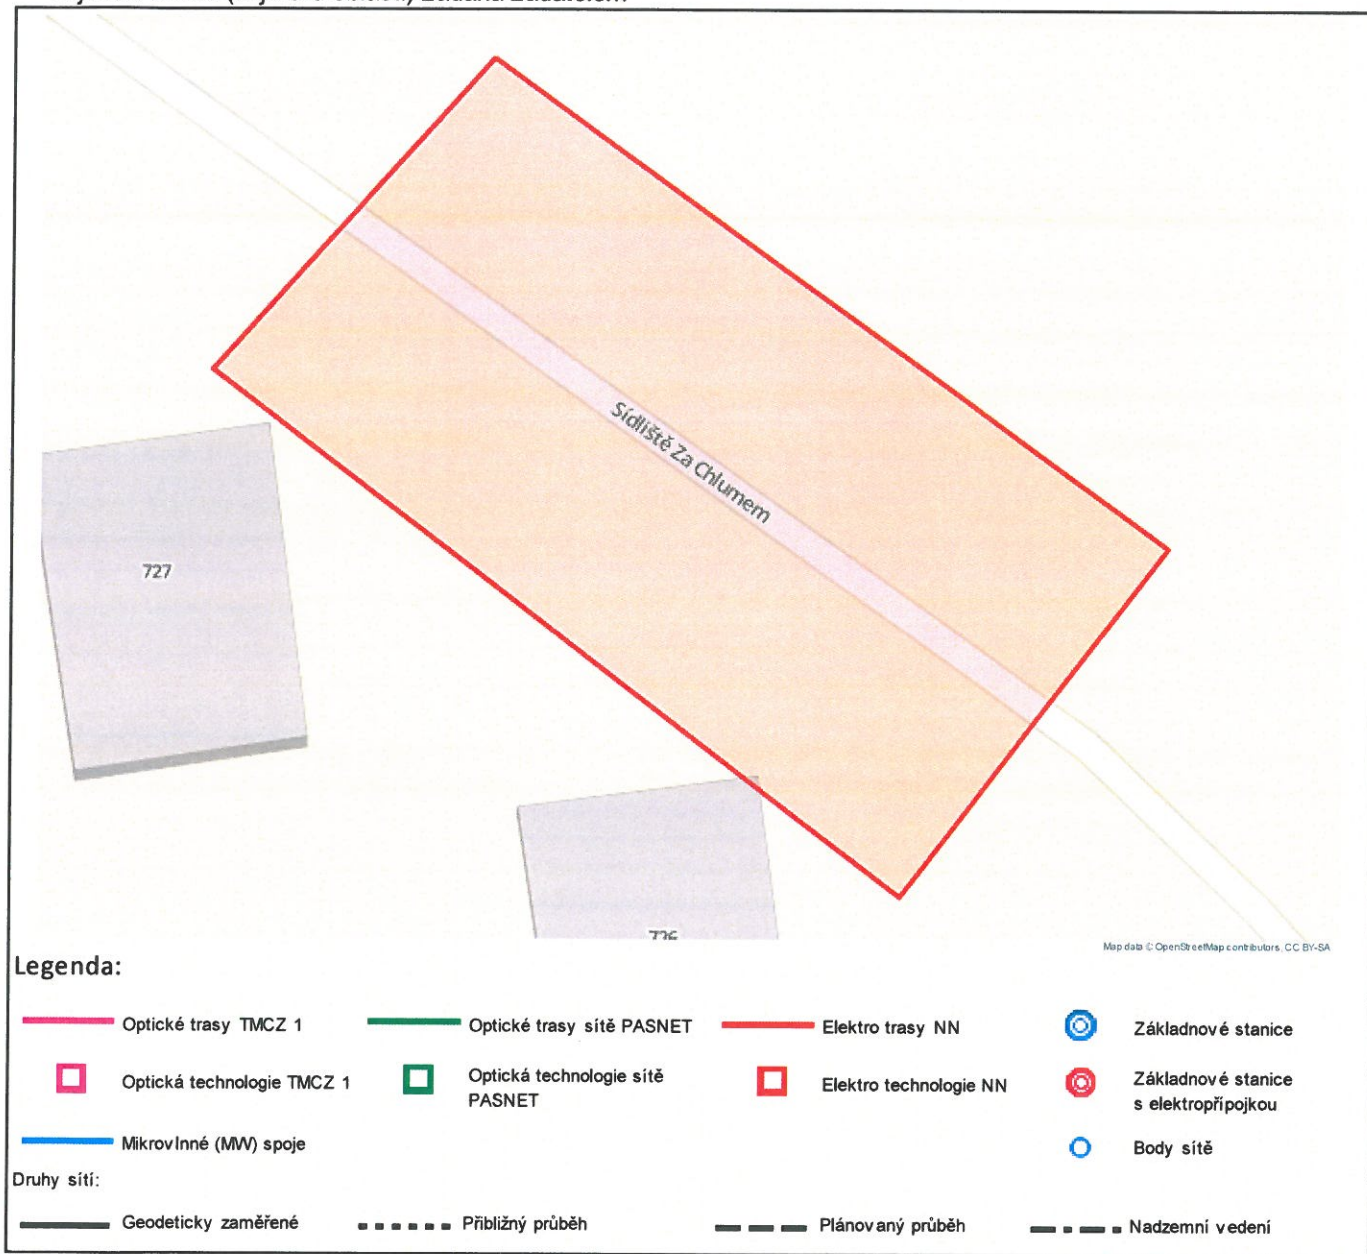 Sídliště Za Chlumem
727
726
Map data © OpenStreetMap contributors, CC BY-SA
Legenda:
Optické trasy TMCZ 1
Optické trasy sítě PASNET
Elektro trasy NN
Základnové stanice
Optická technologie TMCZ 1
Optická technologie sítě
PASNET
Elektro technologie NN
Základnové stanice
s elektropřípojkou
Mikrovlnné (MW) spoje
Body sítě
Druhy sítí:
Geodeticky zaměřené
Přibližný průběh
Plánovaný průběh
Nadzemní vedení